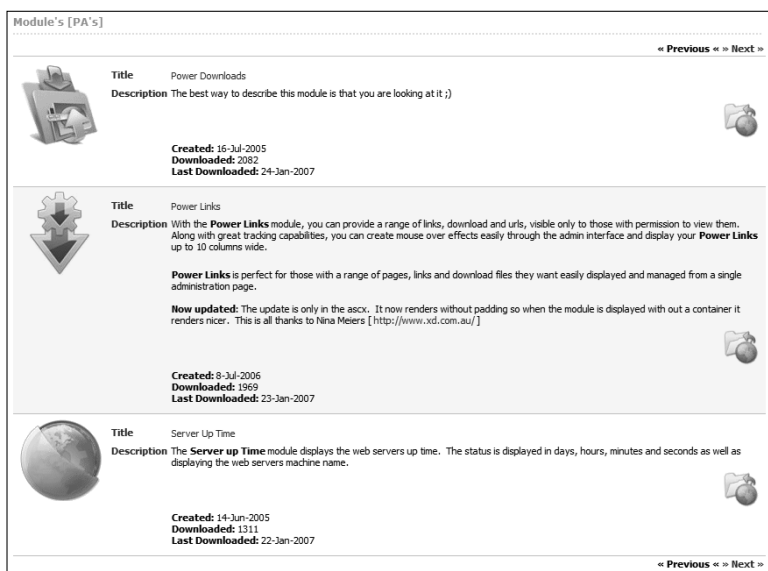 Module's [PA's]
« Previous « » Next »
Title Power Downloads
Description The best way to describe this module is that you are looking at it ;)
Created: 16-Jul-2005
Downloaded: 2082
Last Downloaded: 24-Jan-2007
Title Power Links
Description With the Power Links module, you can provide a range of links, download and urls, visible only to those with permission to view them.
Along with great tracking capabilities, you can create mouse over effects easily through the admin interface and display your Power Links
up to 10 columns wide.
Power Links is perfect for those with a range of pages, links and download files they want easily displayed and managed from a single
administration page.
Now updated: The update is only in the ascx. It now renders without padding so when the module is displayed with out a container it
renders nicer. This is all thanks to Nina Meiers [ http://www.xd.com.au/ ]
Created: 8-Jul-2006
Downloaded: 1969
Last Downloaded: 23-Jan-2007
Title Server Up Time
Description The Server up Time module displays the web servers up time. The status is displayed in days, hours, minutes and seconds as well as
displaying the web servers machine name.
Created: 14-Jun-2005
Downloaded: 1311
Last Downloaded: 22-Jan-2007
« Previous « » Next »